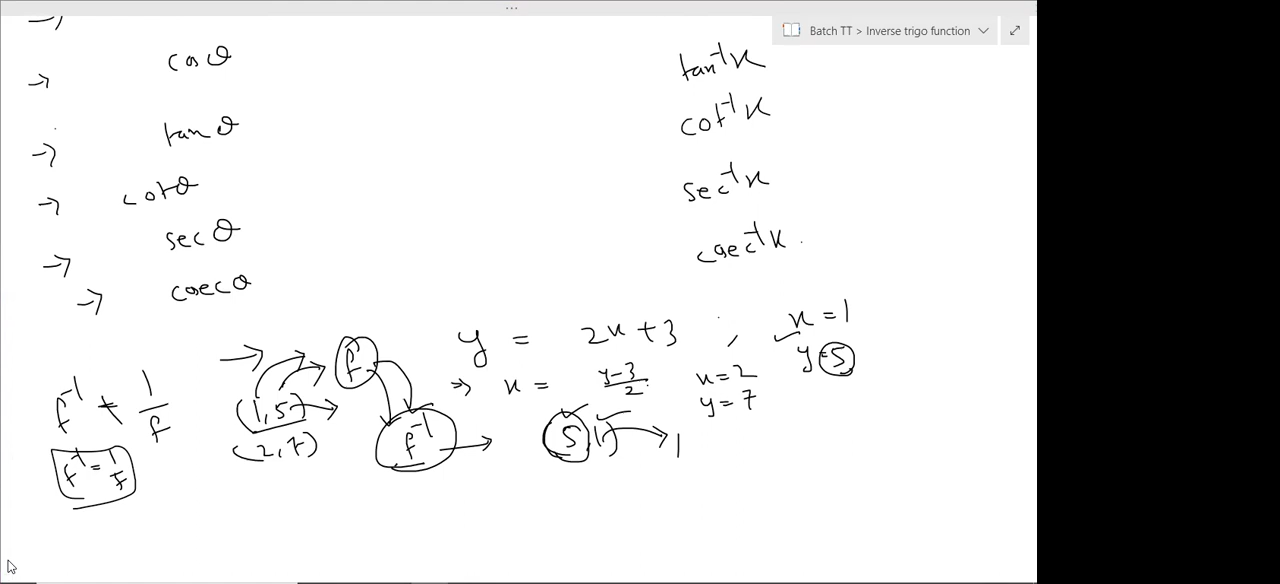 Batch TT > Inverse trigo function
cosθ
tan⁻¹x
cot⁻¹x
tanθ
cotθ
sec⁻¹x
secθ
cosec⁻¹x.
cosecθ
y = 2x + 3 ; x = 1
y = 5
f
⇒ x = (y-3)/2
x = 2
y = 7
f⁻¹ ≠ 1/f
(1,5)
(2,7)
f⁻¹
(5,1) → 1
f⁻¹ = 1/f